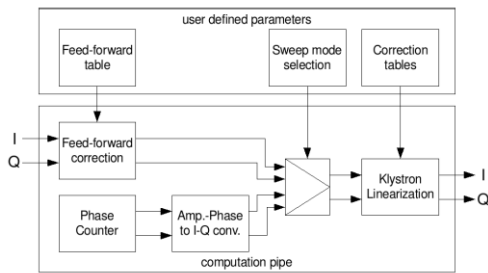 user defined parameters
Feed-forward
table
Sweep mode
selection
Correction
tables
I
Q
Feed-forward
correction
Klystron
Linearization
I
Q
Phase
Counter
Amp.-Phase
to I-Q conv.
computation pipe